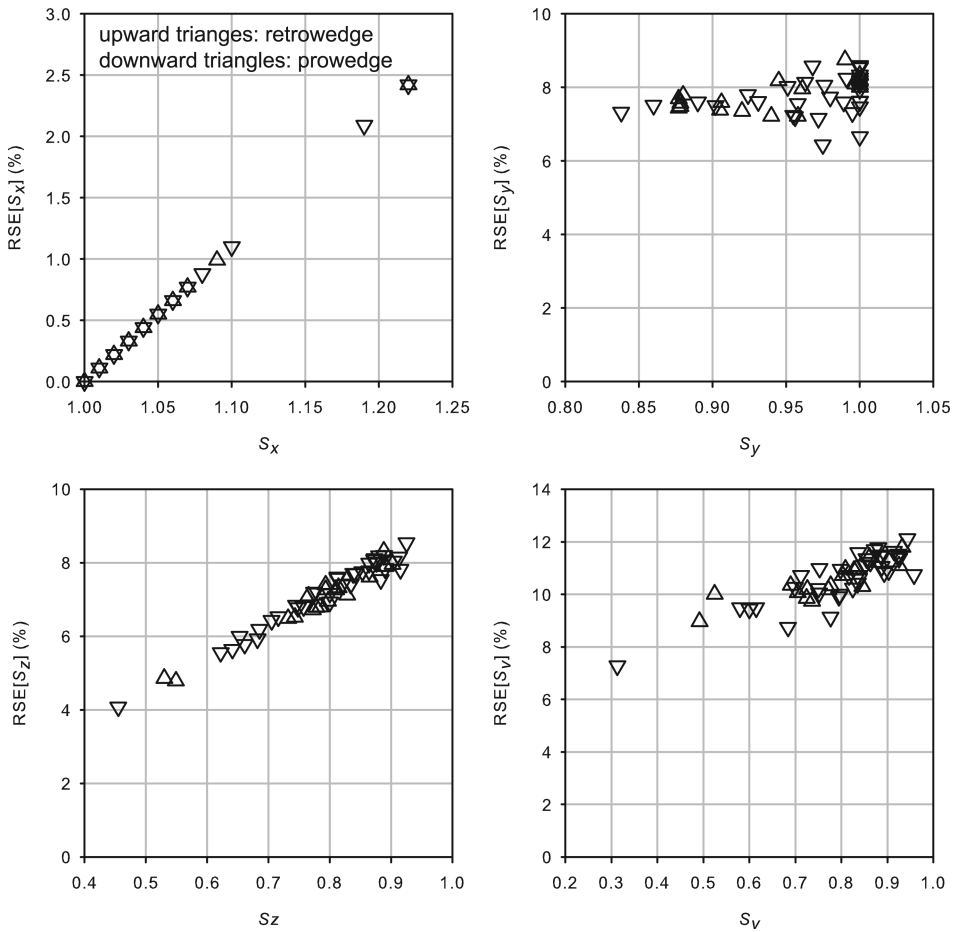 upward trianges: retrowedge
downward triangles: prowedge
RSE[Sx] (%)
3.0
2.5
2.0
1.5
1.0
0.5
0.0
1.00 1.05 1.10 1.15 1.20 1.25
Sx
RSE[Sy] (%)
10
8
6
4
2
0
0.80 0.85 0.90 0.95 1.00 1.05
Sy
RSE[Sz] (%)
10
8
6
4
2
0
0.4 0.5 0.6 0.7 0.8 0.9 1.0
Sz
RSE[Sv] (%)
14
12
10
8
6
4
2
0
0.2 0.3 0.4 0.5 0.6 0.7 0.8 0.9 1.0
Sv